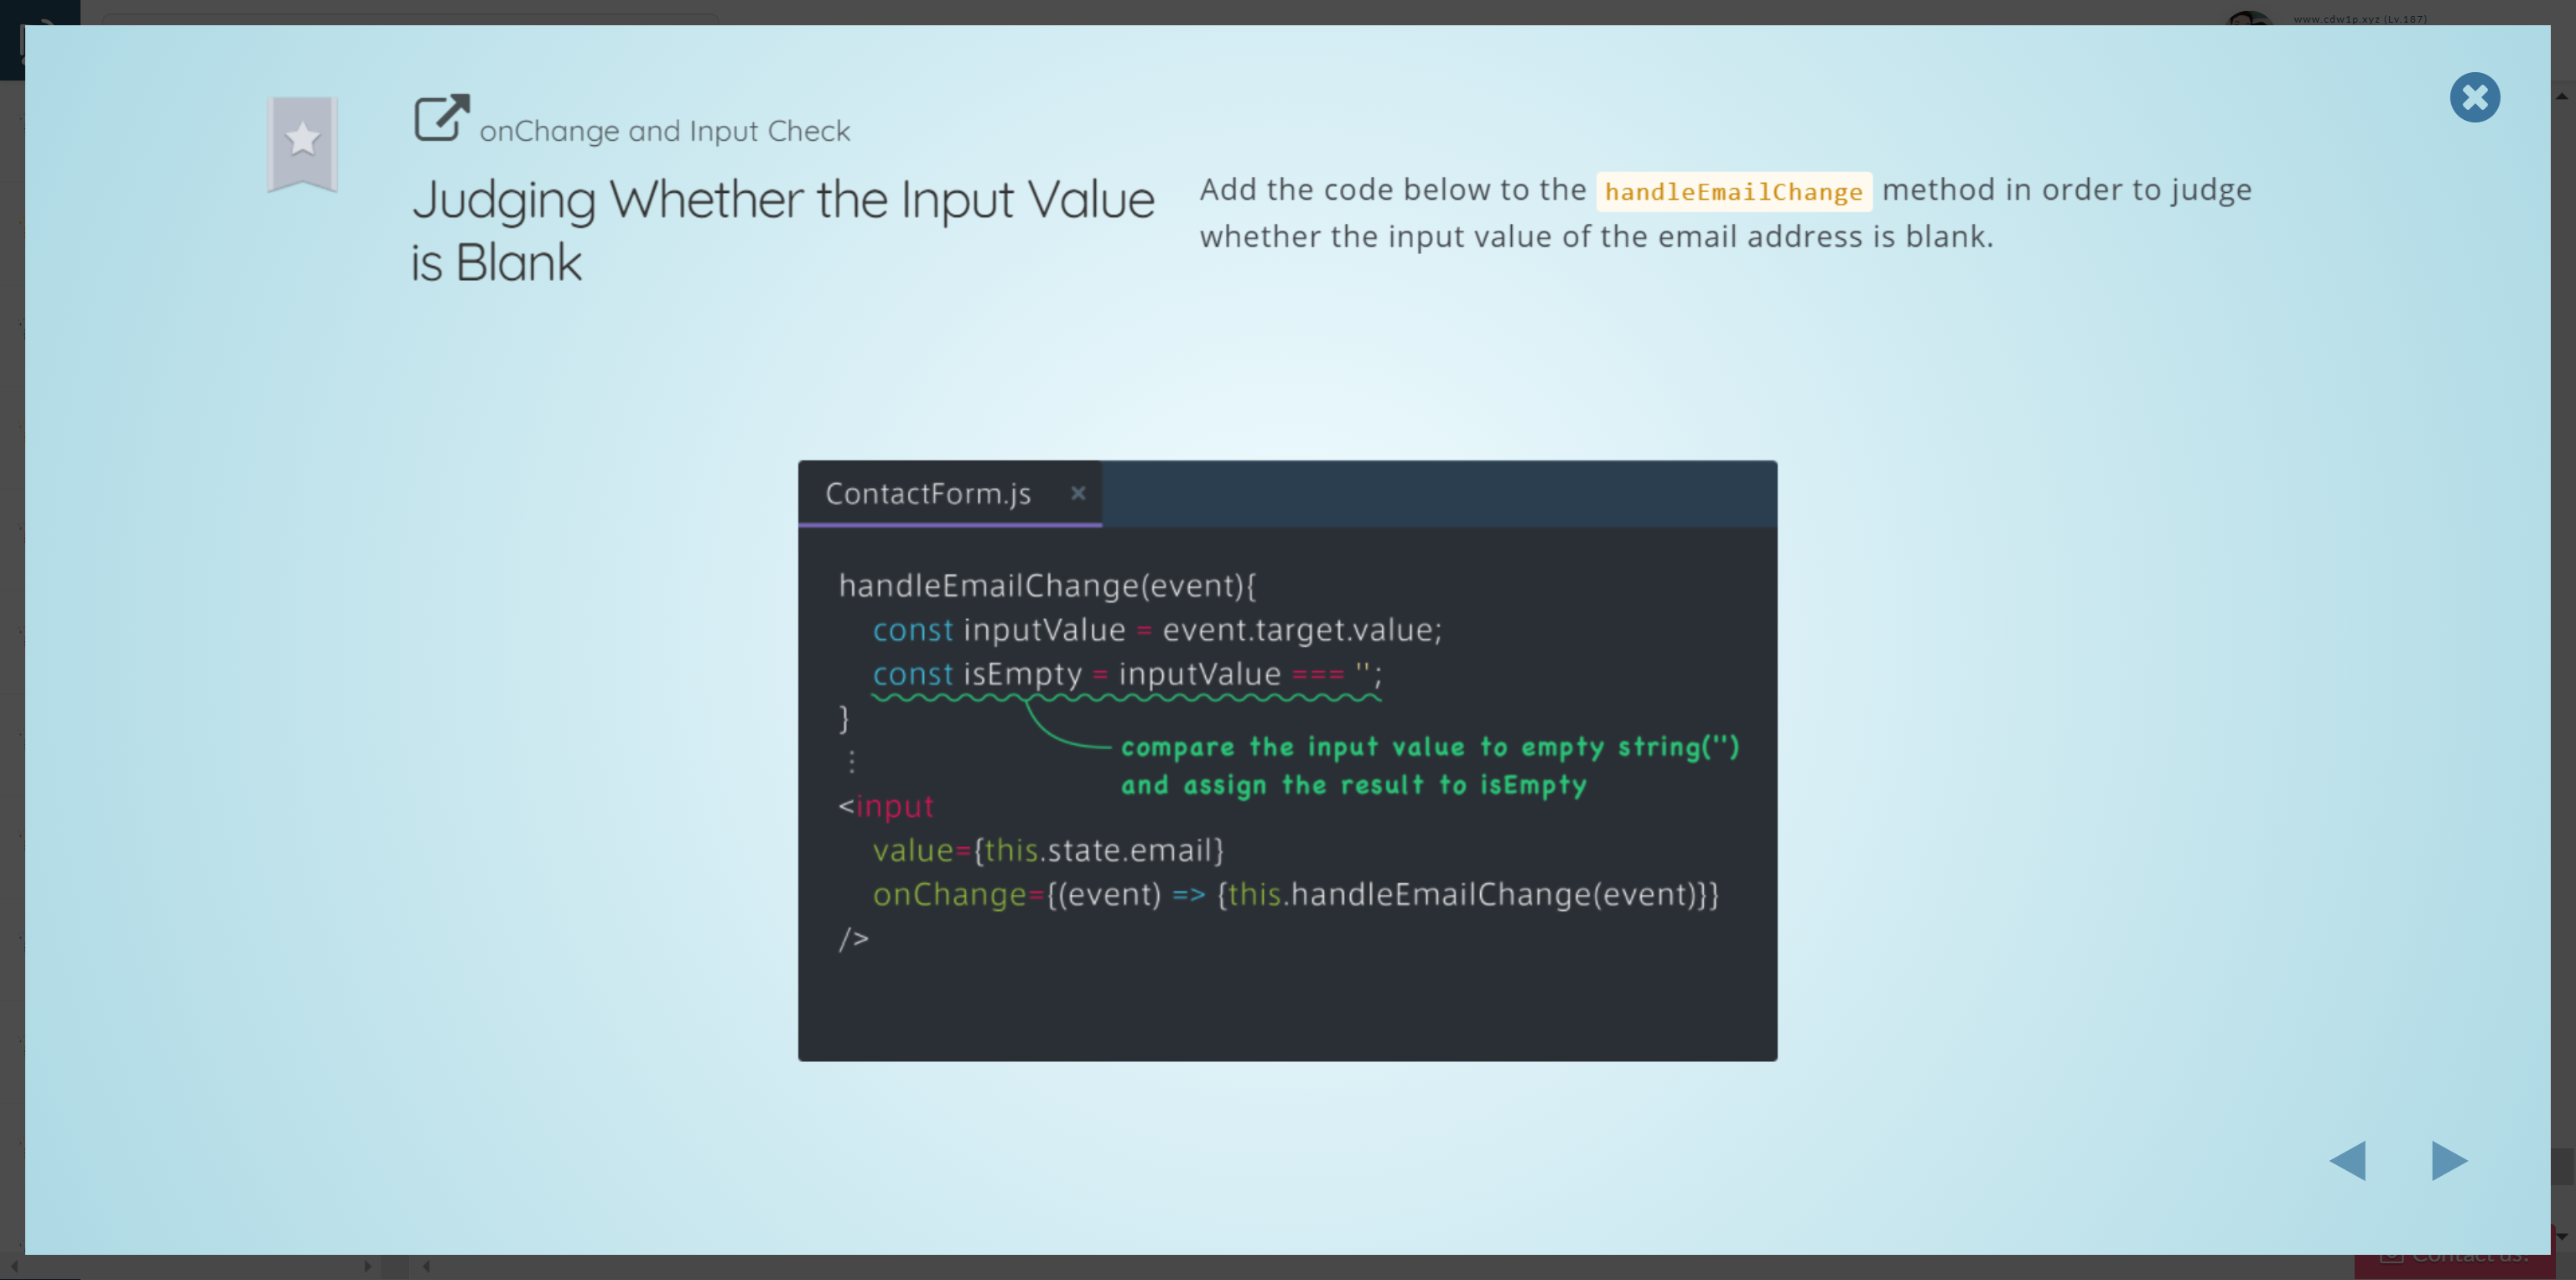 www.cdw1p.xyz (Lv.187)
onChange and Input Check
Judging Whether the Input Value
is Blank
Add the code below to the handleEmailChange method in order to judge
whether the input value of the email address is blank.
ContactForm.js ×
handleEmailChange(event){
const inputValue = event.target.value;
const isEmpty = inputValue === '';
}
⋮
compare the input value to empty string('')
and assign the result to isEmpty
<input
value={this.state.email}
onChange={(event) => {this.handleEmailChange(event)}}
/>
Contact us!